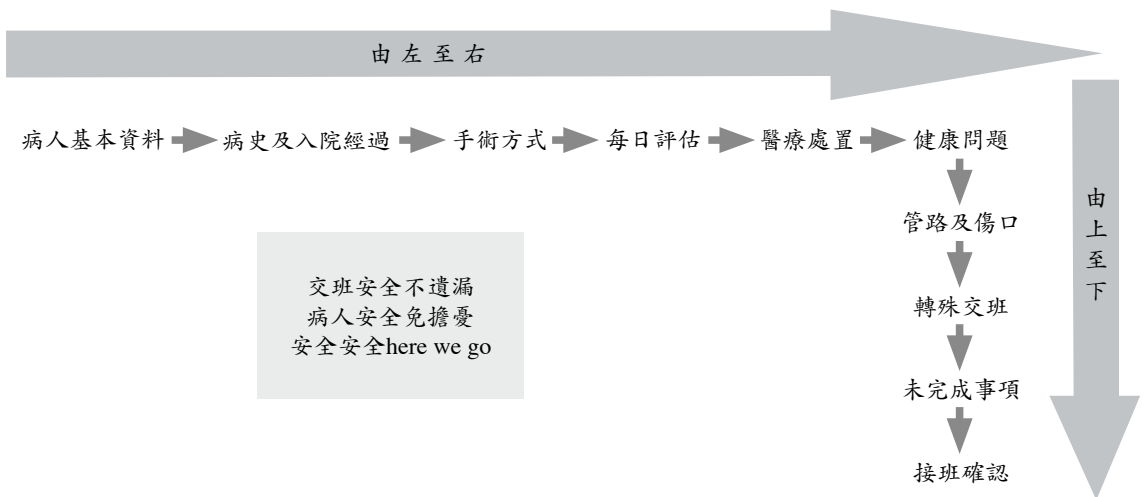 由左至右
病人基本資料
病史及入院經過
手術方式
每日評估
醫療處置
健康問題
管路及傷口
轉殊交班
未完成事項
接班確認
由上至下
交班安全不遺漏
病人安全免擔憂
安全安全here we go